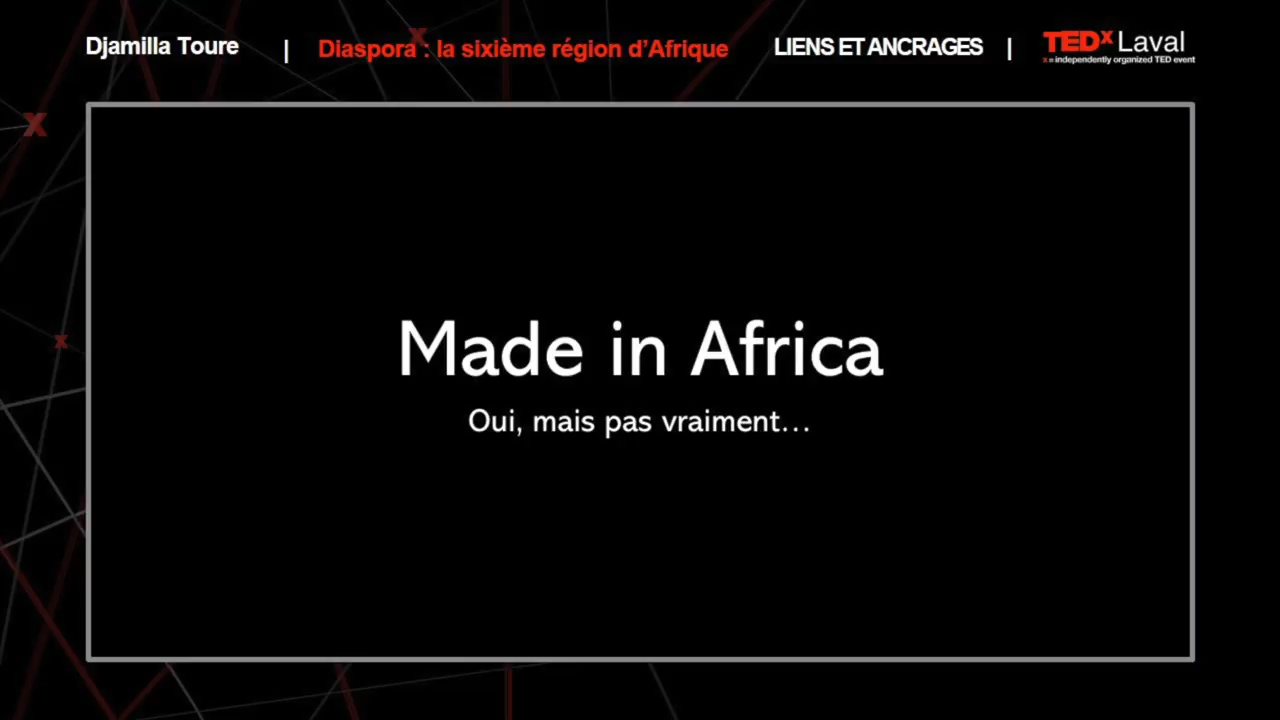 Djamilla Toure | Diaspora : la sixième région d'Afrique LIENS ET ANCRAGES | TEDx Laval
x = independently organized TED event
x
x
Made in Africa
x
Oui, mais pas vraiment...